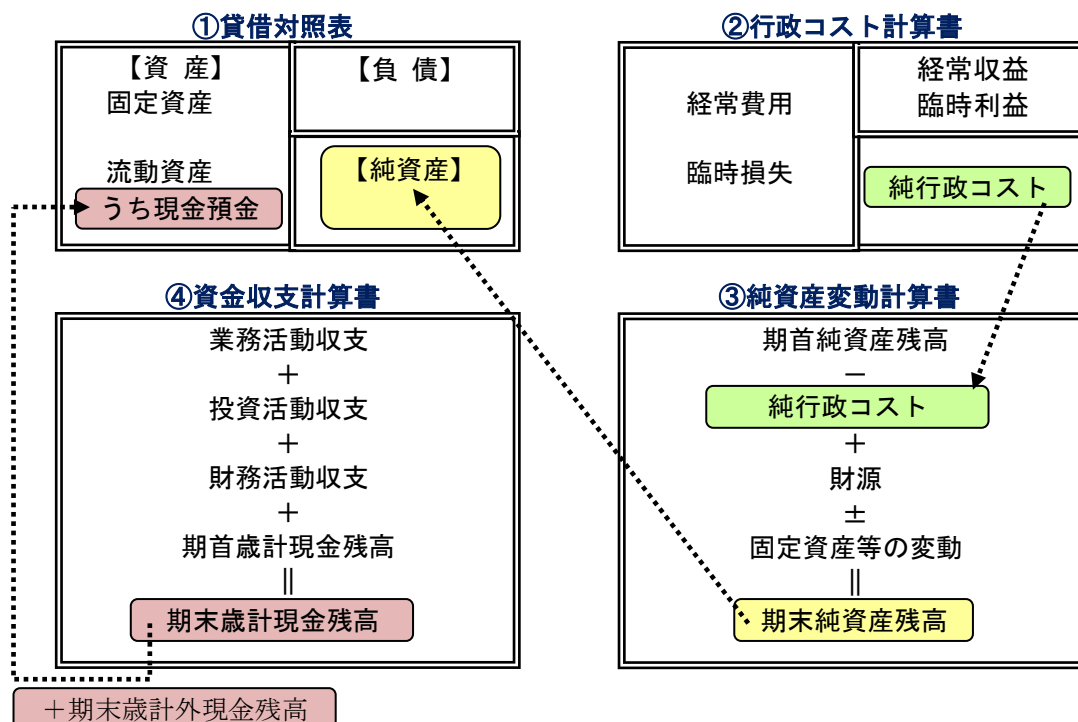 ①貸借対照表
【資 産】
固定資産
流動資産
うち現金預金
【負 債】
【純資産】
②行政コスト計算書
経常費用
臨時損失
経常収益
臨時利益
純行政コスト
④資金収支計算書
業務活動収支
＋
投資活動収支
＋
財務活動収支
＋
期首歳計現金残高
||
期末歳計現金残高
＋期末歳計外現金残高
③純資産変動計算書
期首純資産残高
－
純行政コスト
＋
財源
±
固定資産等の変動
||
期末純資産残高